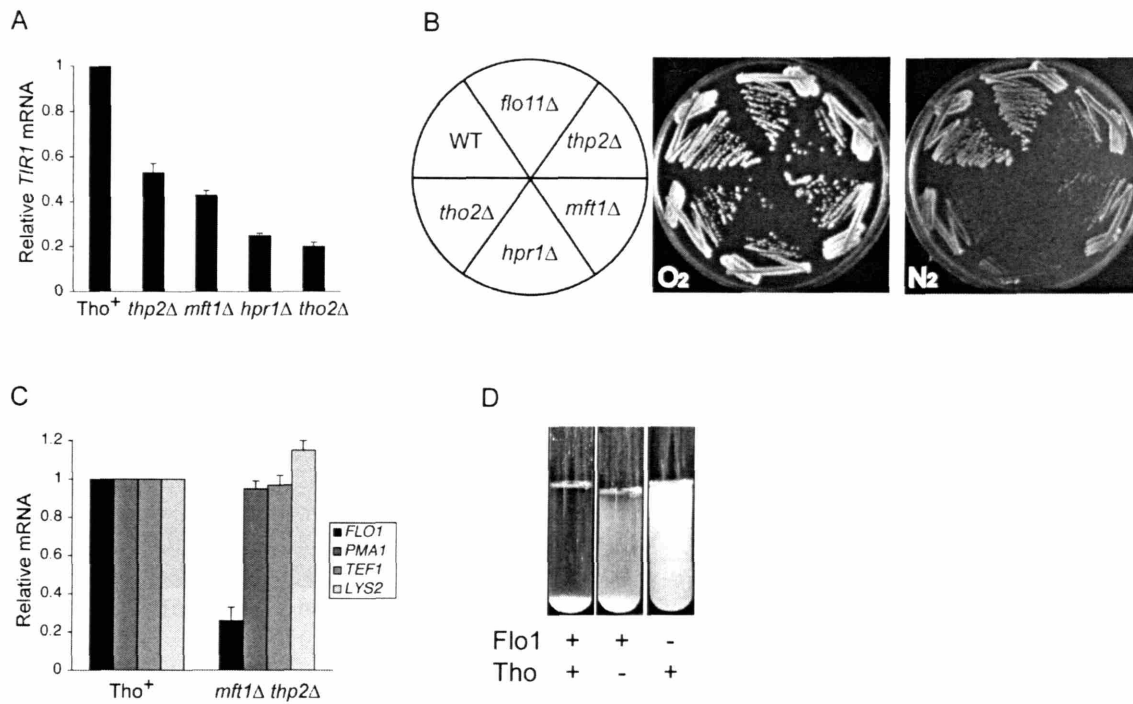 A
Relative TIR1 mRNA
1
0.8
0.6
0.4
0.2
0
Tho+ thp2Δ mft1Δ hpr1Δ tho2Δ
B
flo11Δ
WT
thp2Δ
tho2Δ
mft1Δ
hpr1Δ
O2
N2
C
Relative mRNA
1.2
1
0.8
0.6
0.4
0.2
0
Tho+ mft1Δ thp2Δ
FLO1
PMA1
TEF1
LYS2
D
Flo1 + + -
Tho + - +